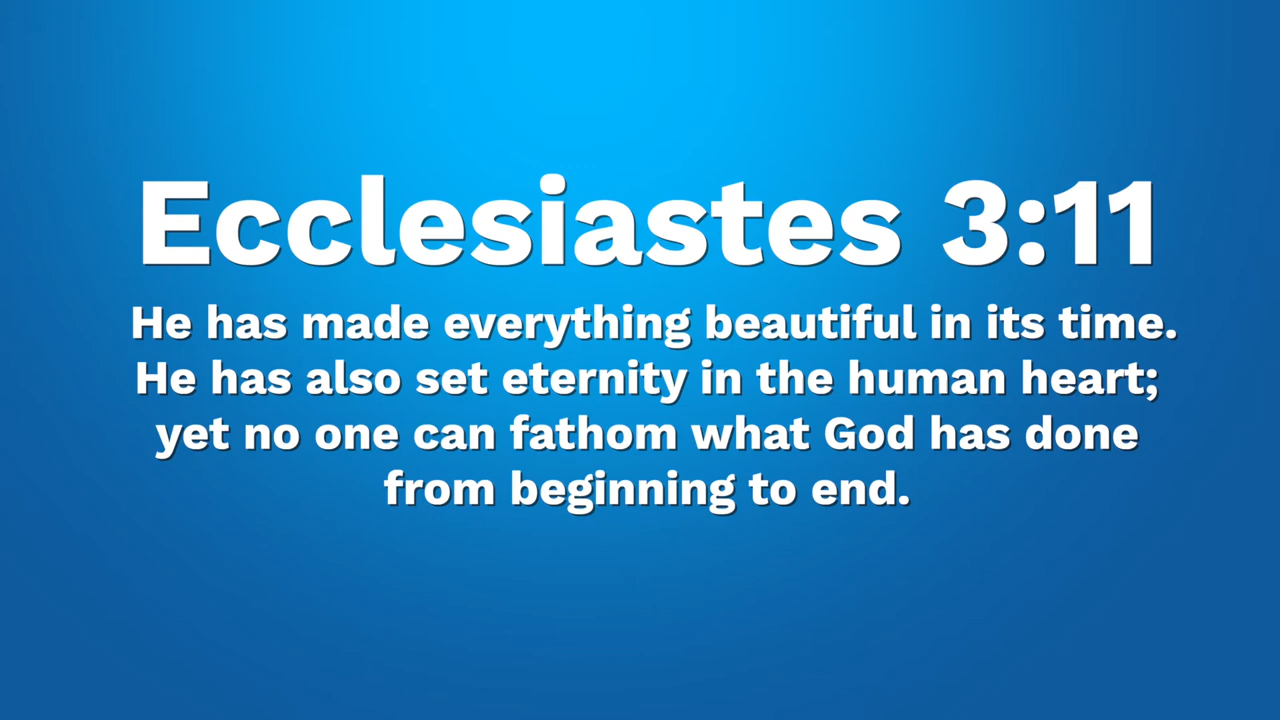 Ecclesiastes 3:11
He has made everything beautiful in its time.
He has also set eternity in the human heart;
yet no one can fathom what God has done
from beginning to end.